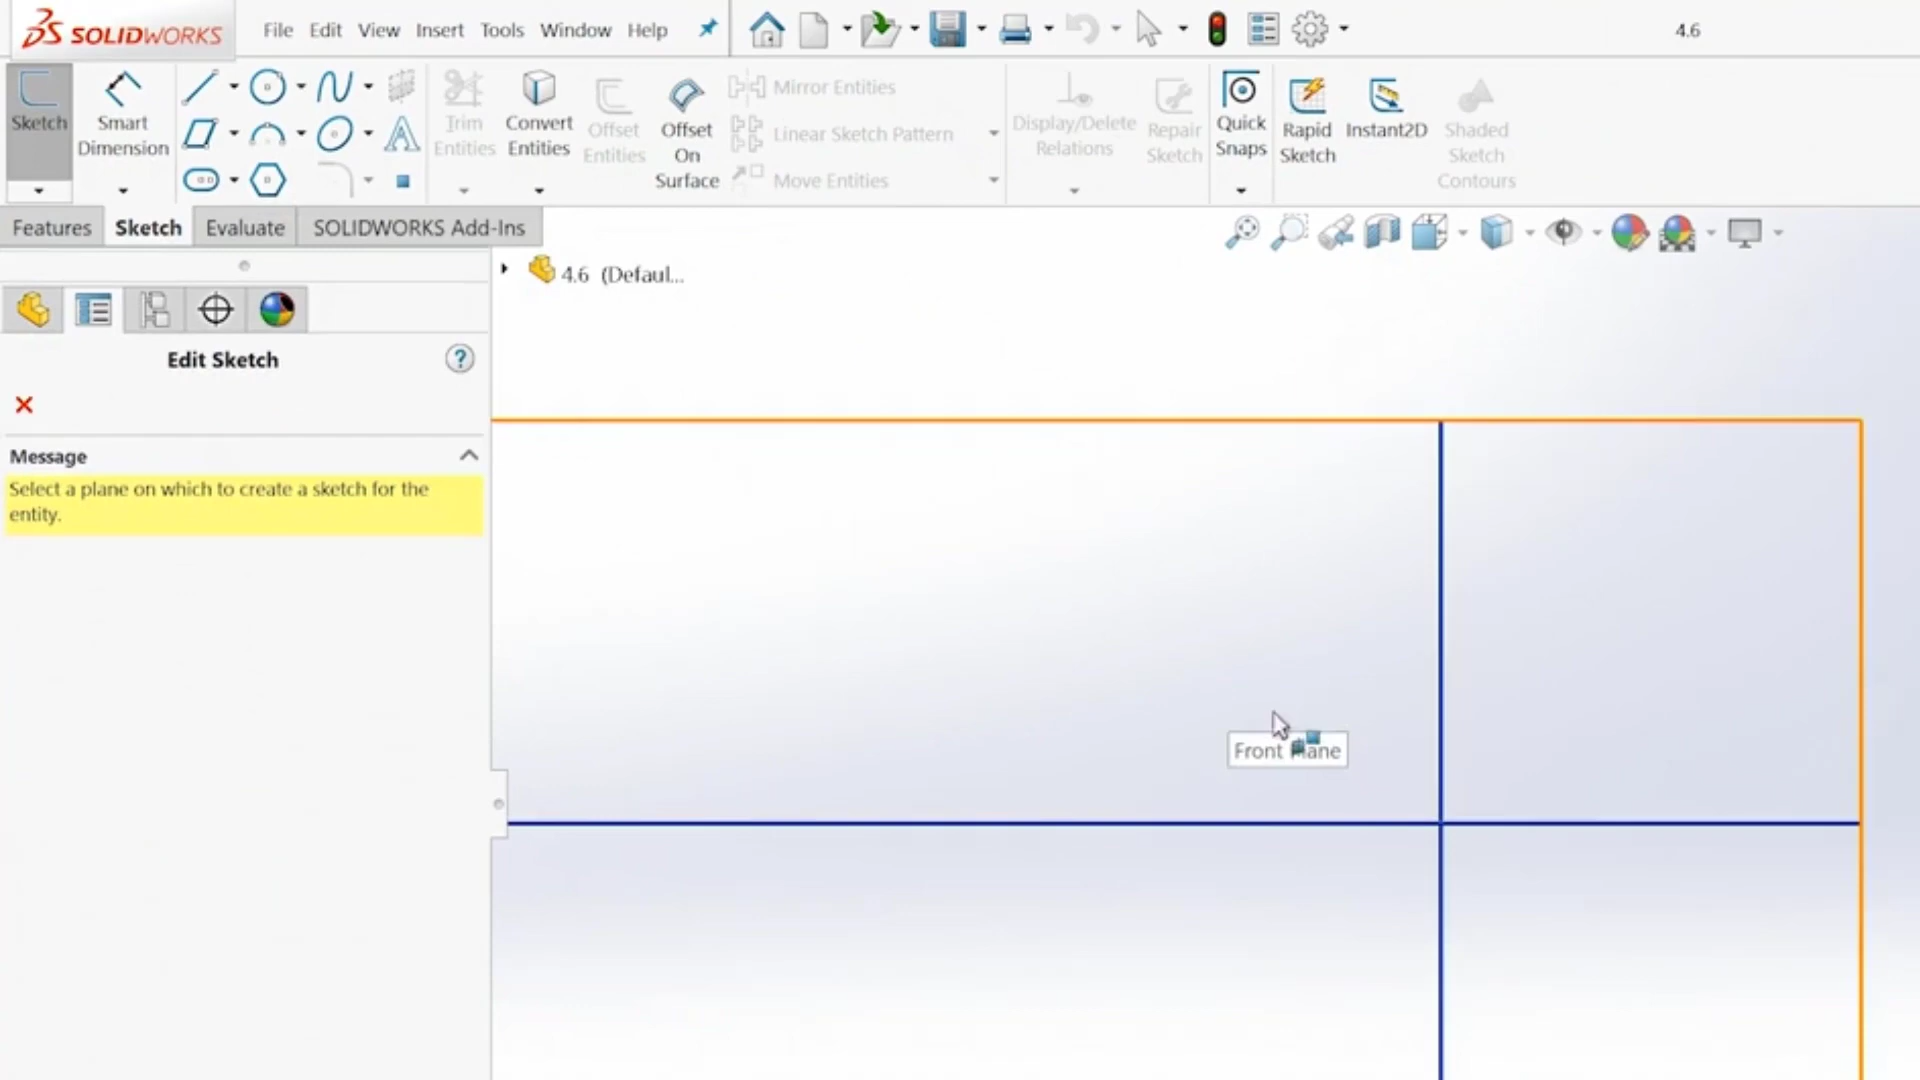 SOLIDWORKS File Edit View Insert Tools Window Help 4.6
Sketch
Smart
Dimension
Trim
Entities
Convert
Entities
Offset
Entities
Offset
On
Surface
Mirror Entities
Linear Sketch Pattern
Move Entities
Display/Delete
Relations
Repair
Sketch
Quick
Snaps
Rapid
Sketch
Instant2D
Shaded
Sketch
Contours
Features Sketch Evaluate SOLIDWORKS Add-Ins
4.6 (Defaul...
Edit Sketch
Message
Select a plane on which to create a sketch for the
entity.
Front Plane